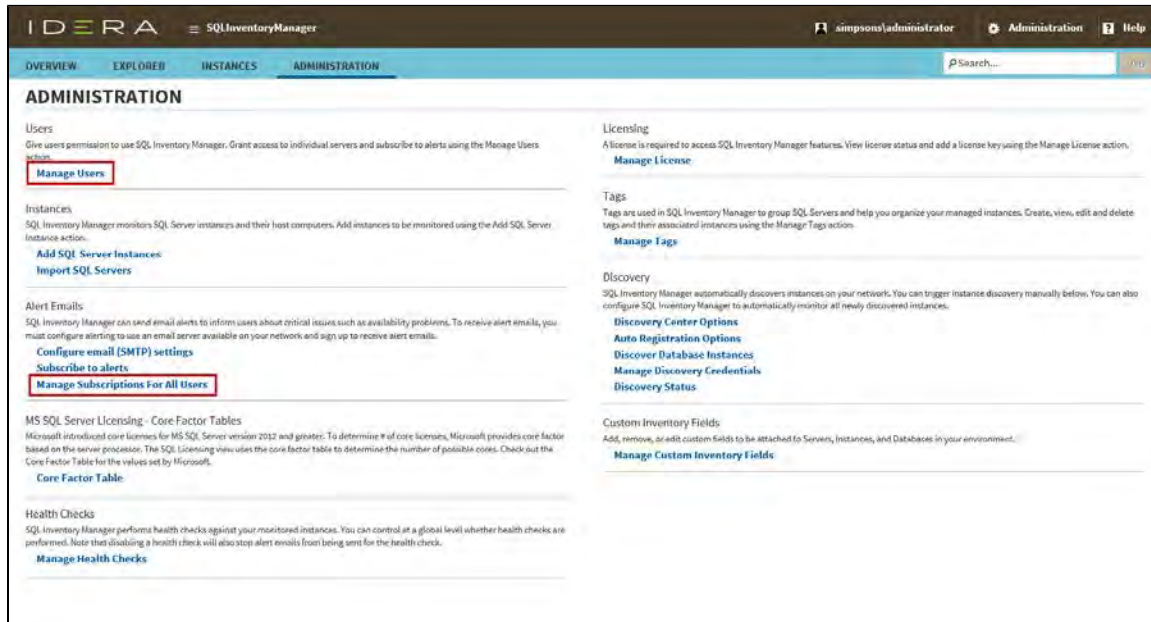 IDERA
SQLInventoryManager
simpsons\administrator
Administration
Help
OVERVIEW
EXPLORER
INSTANCES
ADMINISTRATION
Search...
ADMINISTRATION
Users
Give users permission to use SQL Inventory Manager. Grant access to individual servers and subscribe to alerts using the Manage Users
action.
Manage Users
Instances
SQL Inventory Manager monitors SQL Server instances and their host computers. Add instances to be monitored using the Add SQL Server
Instance action.
Add SQL Server Instances
Import SQL Servers
Alert Emails
SQL Inventory Manager can send email alerts to inform users about critical issues such as availability problems. To receive alert emails, you
must configure alerting to use an email server available on your network and sign up to receive alert emails.
Configure email (SMTP) settings
Subscribe to alerts
Manage Subscriptions For All Users
MS SQL Server Licensing - Core Factor Tables
Microsoft introduced core licenses for MS SQL Server version 2012 and greater. To determine # of core licenses, Microsoft provides core factor
based on the server processor. The SQL Licensing view uses the core factor table to determine the number of possible cores. Check out the
Core Factor Table for the values set by Microsoft.
Core Factor Table
Health Checks
SQL Inventory Manager performs health checks against your monitored instances. You can control at a global level whether health checks are
performed. Note that disabling a health check will also stop alert emails from being sent for the health check.
Manage Health Checks
Licensing
A license is required to access SQL Inventory Manager features. View license status and add a license key using the Manage License action.
Manage License
Tags
Tags are used in SQL Inventory Manager to group SQL Servers and help you organize your managed instances. Create, view, edit and delete
tags and their associated instances using the Manage Tags action.
Manage Tags
Discovery
SQL Inventory Manager automatically discovers instances on your network. You can trigger instance discovery manually below. You can also
configure SQL Inventory Manager to automatically monitor all newly discovered instances.
Discovery Center Options
Auto Registration Options
Discover Database Instances
Manage Discovery Credentials
Discovery Status
Custom Inventory Fields
Add, remove, or edit custom fields to be attached to Servers, Instances, and Databases in your environment.
Manage Custom Inventory Fields